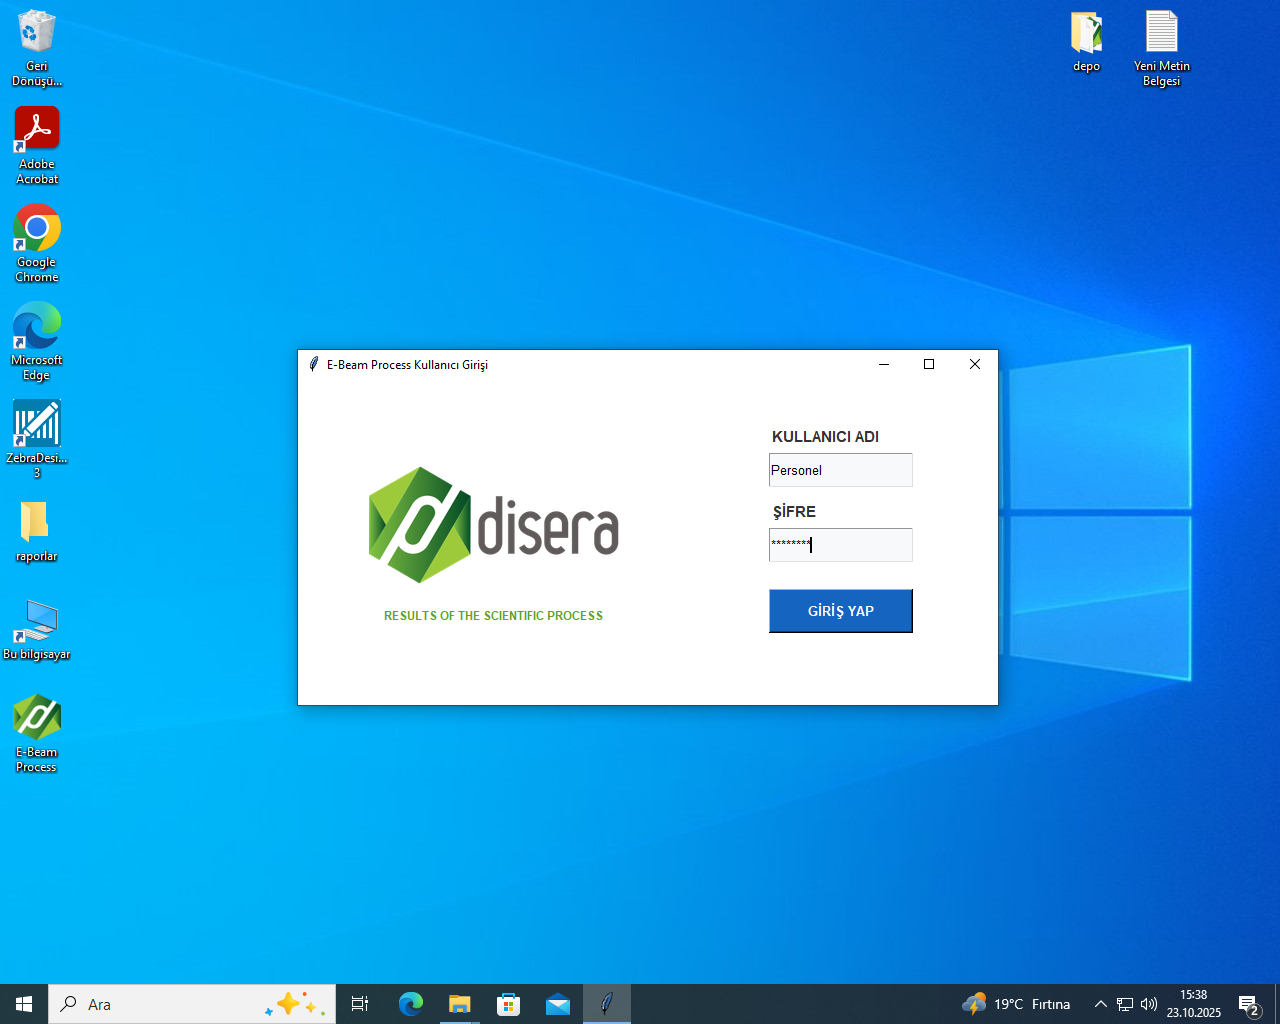 Geri
Dönüşü...
Adobe
Acrobat
Google
Chrome
Microsoft
Edge
ZebraDesi...
3
raporlar
Bu bilgisayar
E-Beam
Process
depo
Yeni Metin
Belgesi
E-Beam Process Kullanıcı Girişi
disera
RESULTS OF THE SCIENTIFIC PROCESS
KULLANICI ADI
Personel
ŞİFRE
********
GİRİŞ YAP
Ara
19°C Fırtına
15:38
23.10.2025
2